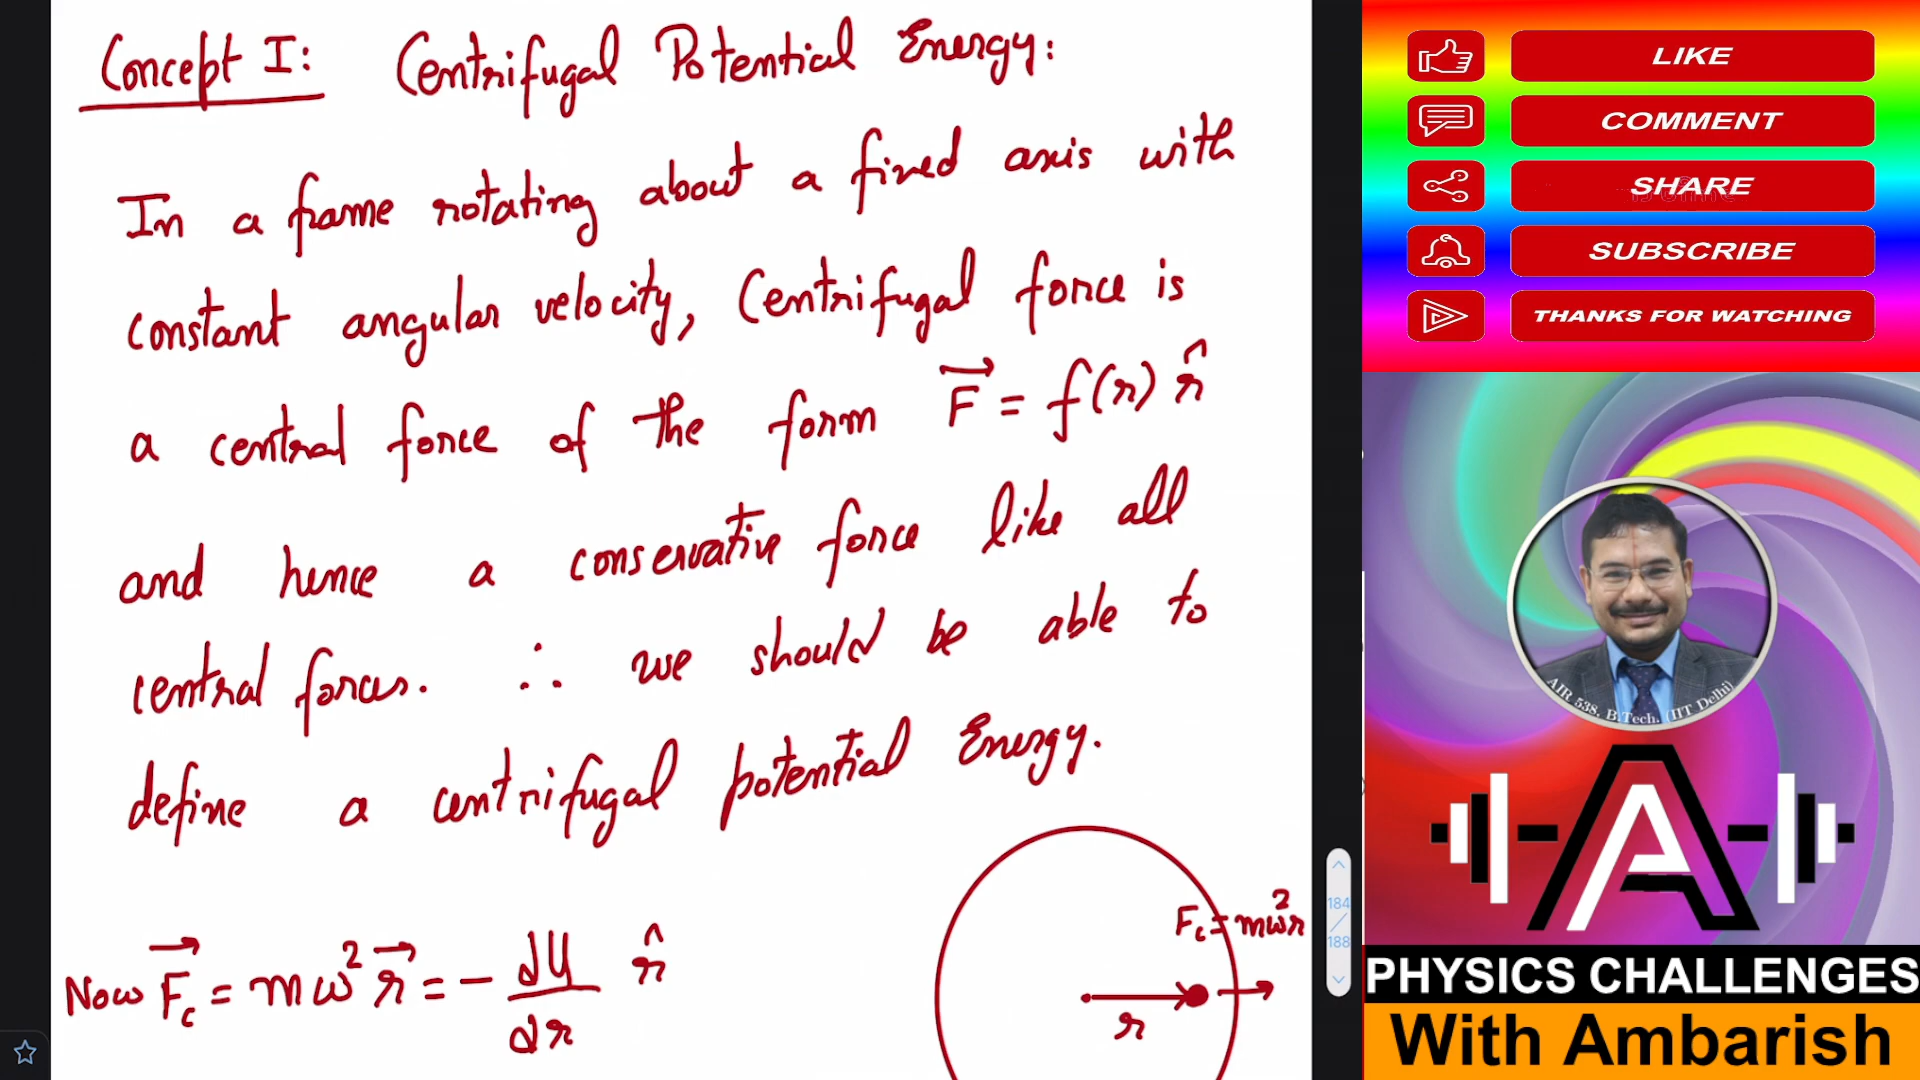 Concept I: Centrifugal Potential Energy:
In a frame rotating about a fixed axis with
constant angular velocity, Centrifugal force is
a central force of the form F⃗ = f(r) r̂
and hence a conservative force like all
central forces. ∴ we should be able to
define a centrifugal potential Energy.
Now F⃗c = mω² r⃗ = - dU/dr r̂
Fc = mω²r
r
184
188
LIKE
COMMENT
SHARE
SUBSCRIBE
THANKS FOR WATCHING
AIR 538, B.Tech. (IIT Delhi)
A
PHYSICS CHALLENGES
With Ambarish